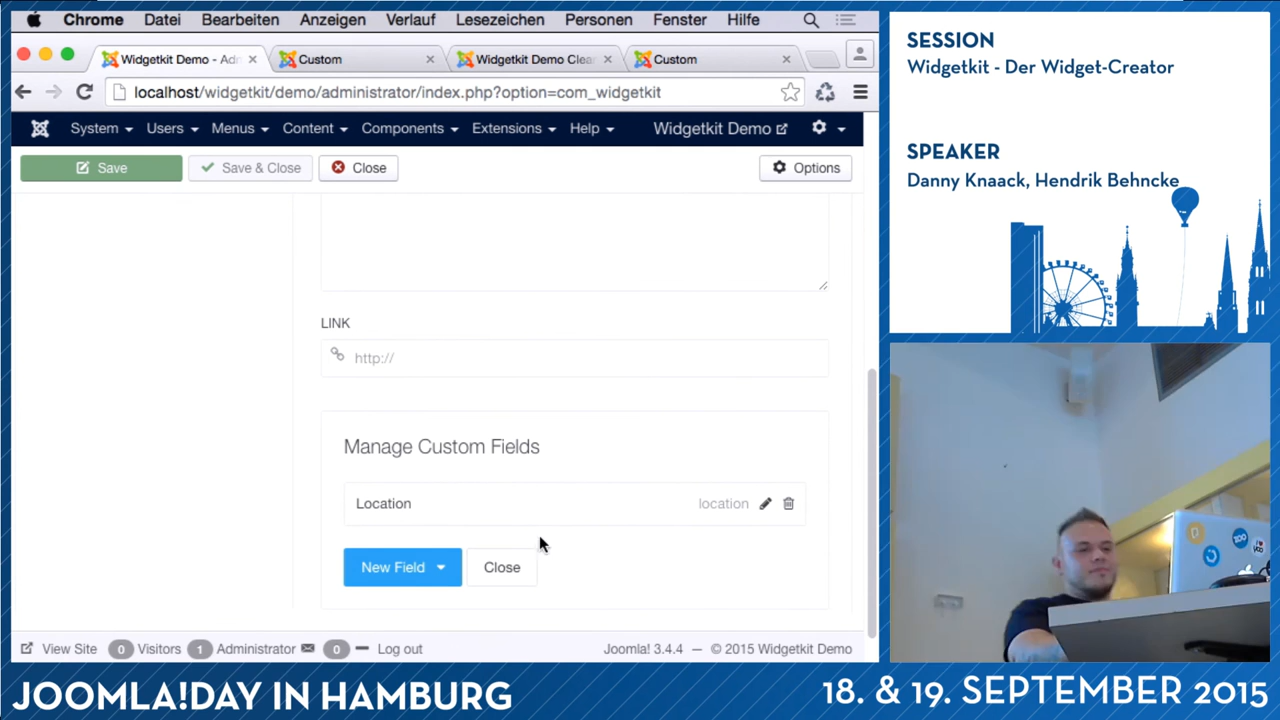 Chrome Datei Bearbeiten Anzeigen Verlauf Lesezeichen Personen Fenster Hilfe
Widgetkit Demo - Adm Custom Widgetkit Demo Clea Custom
localhost/widgetkit/demo/administrator/index.php?option=com_widgetkit
System Users Menus Content Components Extensions Help Widgetkit Demo
Save Save & Close Close Options
LINK
http://
Manage Custom Fields
Location location
New Field Close
View Site 0 Visitors 1 Administrator 0 Log out Joomla! 3.4.4 — © 2015 Widgetkit Demo
SESSION
Widgetkit - Der Widget-Creator
SPEAKER
Danny Knaack, Hendrik Behncke
ZOO
JOOMLA!DAY IN HAMBURG 18. & 19. SEPTEMBER 2015